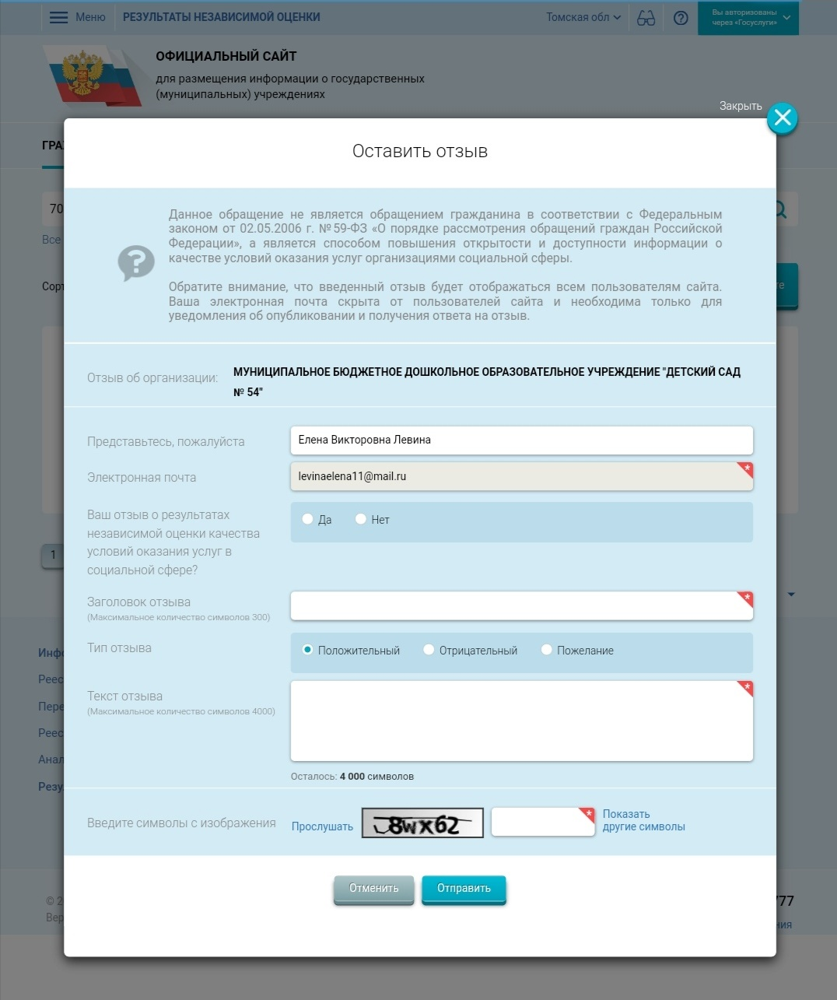 Меню
РЕЗУЛЬТАТЫ НЕЗАВИСИМОЙ ОЦЕНКИ
Томская обл
Вы авторизованы
через «Госуслуги»
ОФИЦИАЛЬНЫЙ САЙТ
для размещения информации о государственных
(муниципальных) учреждениях
Закрыть
ГРА
Оставить отзыв
70
Все
Сорт
те
Данное обращение не является обращением гражданина в соответствии с Федеральным
законом от 02.05.2006 г. №59-ФЗ «О порядке рассмотрения обращений граждан Российской
Федерации», а является способом повышения открытости и доступности информации о
качестве условий оказания услуг организациями социальной сферы.
Обратите внимание, что введенный отзыв будет отображаться всем пользователям сайта.
Ваша электронная почта скрыта от пользователей сайта и необходима только для
уведомления об опубликовании и получения ответа на отзыв.
Отзыв об организации:
МУНИЦИПАЛЬНОЕ БЮДЖЕТНОЕ ДОШКОЛЬНОЕ ОБРАЗОВАТЕЛЬНОЕ УЧРЕЖДЕНИЕ "ДЕТСКИЙ САД
№ 54"
Представьтесь, пожалуйста
Елена Викторовна Левина
Электронная почта
levinaelena11@mail.ru
*
Ваш отзыв о результатах
независимой оценки качества
условий оказания услуг в
социальной сфере?
Да
Нет
1
Заголовок отзыва
(Максимальное количество символов 300)
*
Тип отзыва
Положительный
Отрицательный
Пожелание
Текст отзыва
(Максимальное количество символов 4000)
*
Осталось: 4 000 символов
Инфо
Реес
Пере
Реес
Анал
Резу
Введите символы с изображения
Прослушать
8wx62
*
Показать
другие символы
Отменить
Отправить
© 2
Вер
77
ния